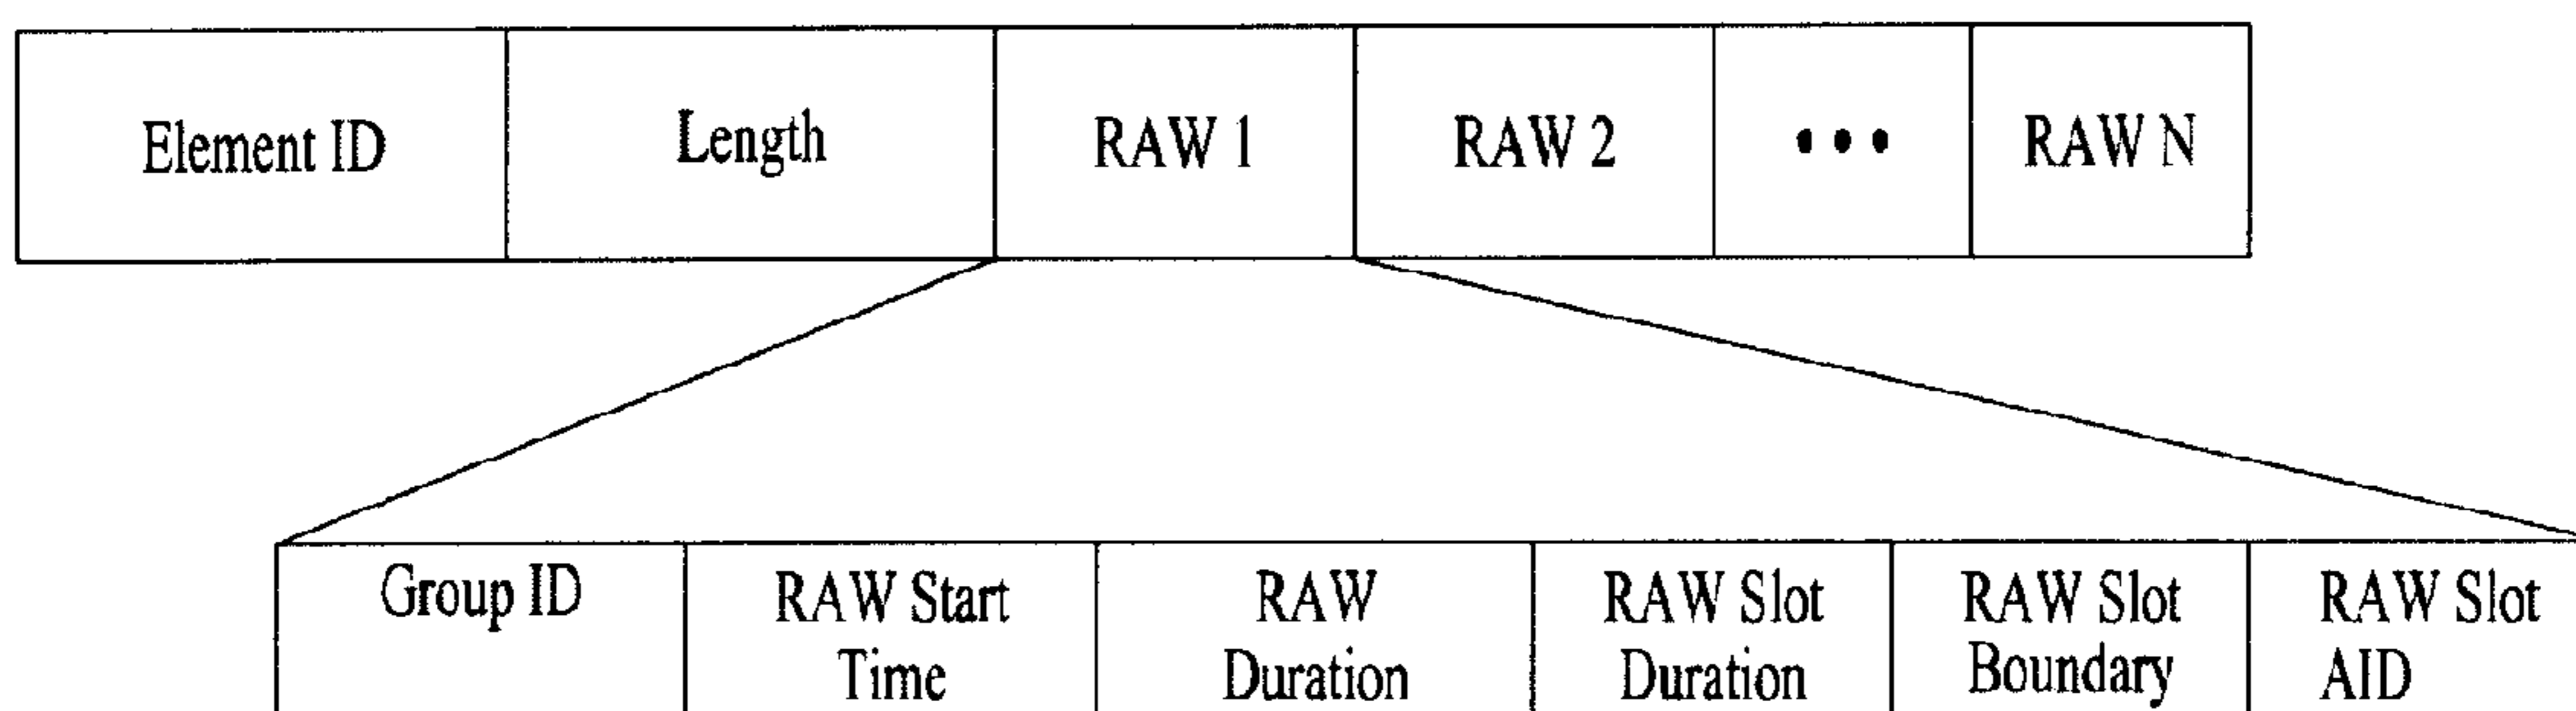 Element ID
Length
RAW 1
RAW 2
•••
RAW N
Group ID
RAW Start
Time
RAW
Duration
RAW Slot
Duration
RAW Slot
Boundary
RAW Slot
AID